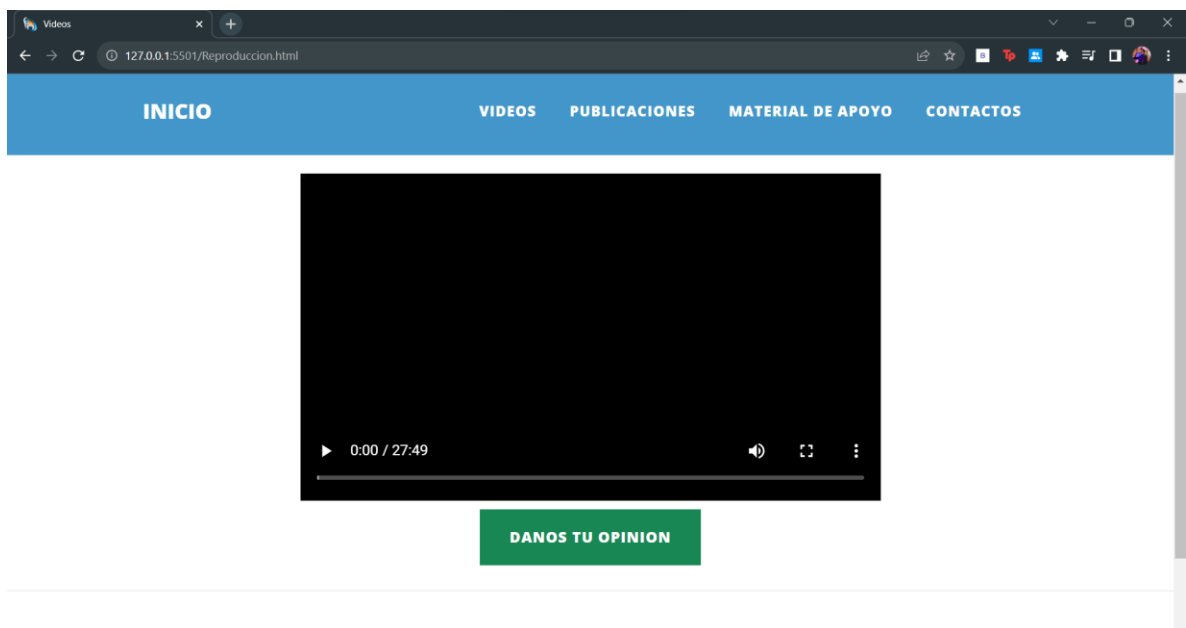 Videos
127.0.0.1:5501/Reproduccion.html
INICIO VIDEOS PUBLICACIONES MATERIAL DE APOYO CONTACTOS
0:00 / 27:49
DANOS TU OPINION